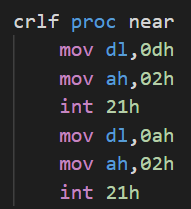 crlf proc near
mov dl,0dh
mov ah,02h
int 21h
mov dl,0ah
mov ah,02h
int 21h